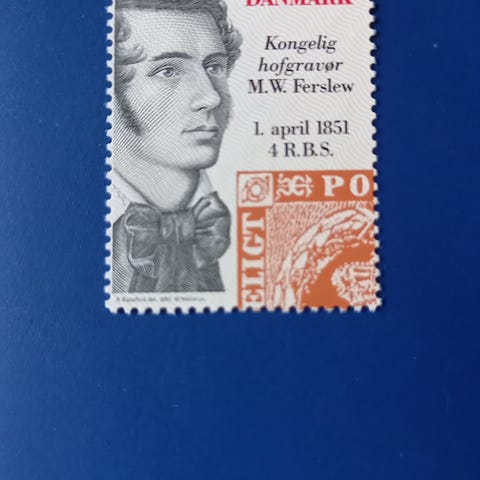 DANMARK
Kongelig
hofgravør
M.W. Ferslew
1. april 1851
4 R.B.S.
PO
ELIGT